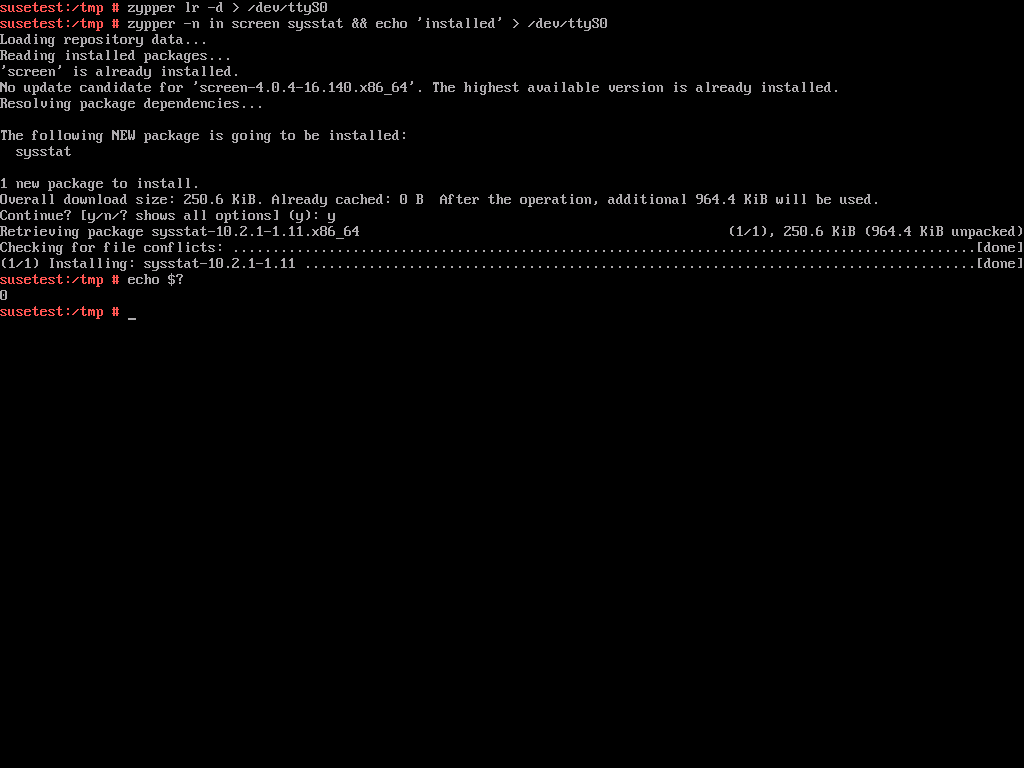 susetest:/tmp # zypper lr -d > /dev/ttyS0
susetest:/tmp # zypper -n in screen sysstat && echo 'installed' > /dev/ttyS0
Loading repository data...
Reading installed packages...
'screen' is already installed.
No update candidate for 'screen-4.0.4-16.140.x86_64'. The highest available version is already installed.
Resolving package dependencies...

The following NEW package is going to be installed:
  sysstat

1 new package to install.
Overall download size: 250.6 KiB. Already cached: 0 B  After the operation, additional 964.4 KiB will be used.
Continue? [y/n/? shows all options] (y): y
Retrieving package sysstat-10.2.1-1.11.x86_64                                              (1/1), 250.6 KiB (964.4 KiB unpacked)
Checking for file conflicts: .............................................................................................[done]
(1/1) Installing: sysstat-10.2.1-1.11 ....................................................................................[done]
susetest:/tmp # echo $?
0
susetest:/tmp # _